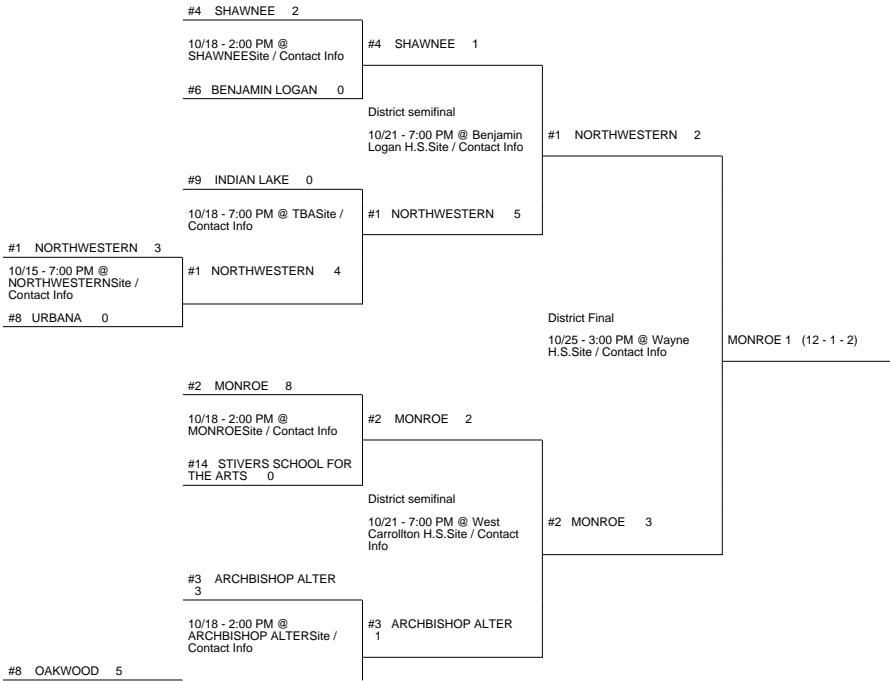 #4 SHAWNEE 2
10/18 - 2:00 PM @
SHAWNEESite / Contact Info
#4 SHAWNEE 1
#6 BENJAMIN LOGAN 0
District semifinal
10/21 - 7:00 PM @ Benjamin
Logan H.S.Site / Contact Info
#1 NORTHWESTERN 2
#9 INDIAN LAKE 0
10/18 - 7:00 PM @ TBASite /
Contact Info
#1 NORTHWESTERN 5
#1 NORTHWESTERN 3
10/15 - 7:00 PM @
NORTHWESTERNSite /
Contact Info
#1 NORTHWESTERN 4
#8 URBANA 0
District Final
10/25 - 3:00 PM @ Wayne
H.S.Site / Contact Info
MONROE 1 (12 - 1 - 2)
#2 MONROE 8
10/18 - 2:00 PM @
MONROESite / Contact Info
#2 MONROE 2
#14 STIVERS SCHOOL FOR
THE ARTS 0
District semifinal
10/21 - 7:00 PM @ West
Carrollton H.S.Site / Contact
Info
#2 MONROE 3
#3 ARCHBISHOP ALTER
3
10/18 - 2:00 PM @
ARCHBISHOP ALTERSite /
Contact Info
#3 ARCHBISHOP ALTER
1
#8 OAKWOOD 5